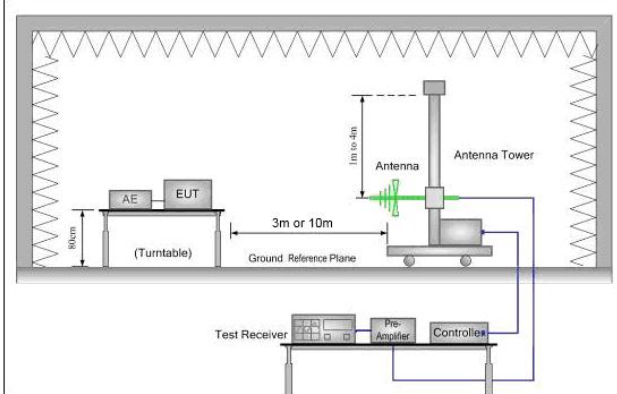 1m to 4m
Antenna
Antenna Tower
AE
EUT
80cm
3m or 10m
(Turntable)
Ground Reference Plane
Test Receiver
Pre-
Amplifier
Controller